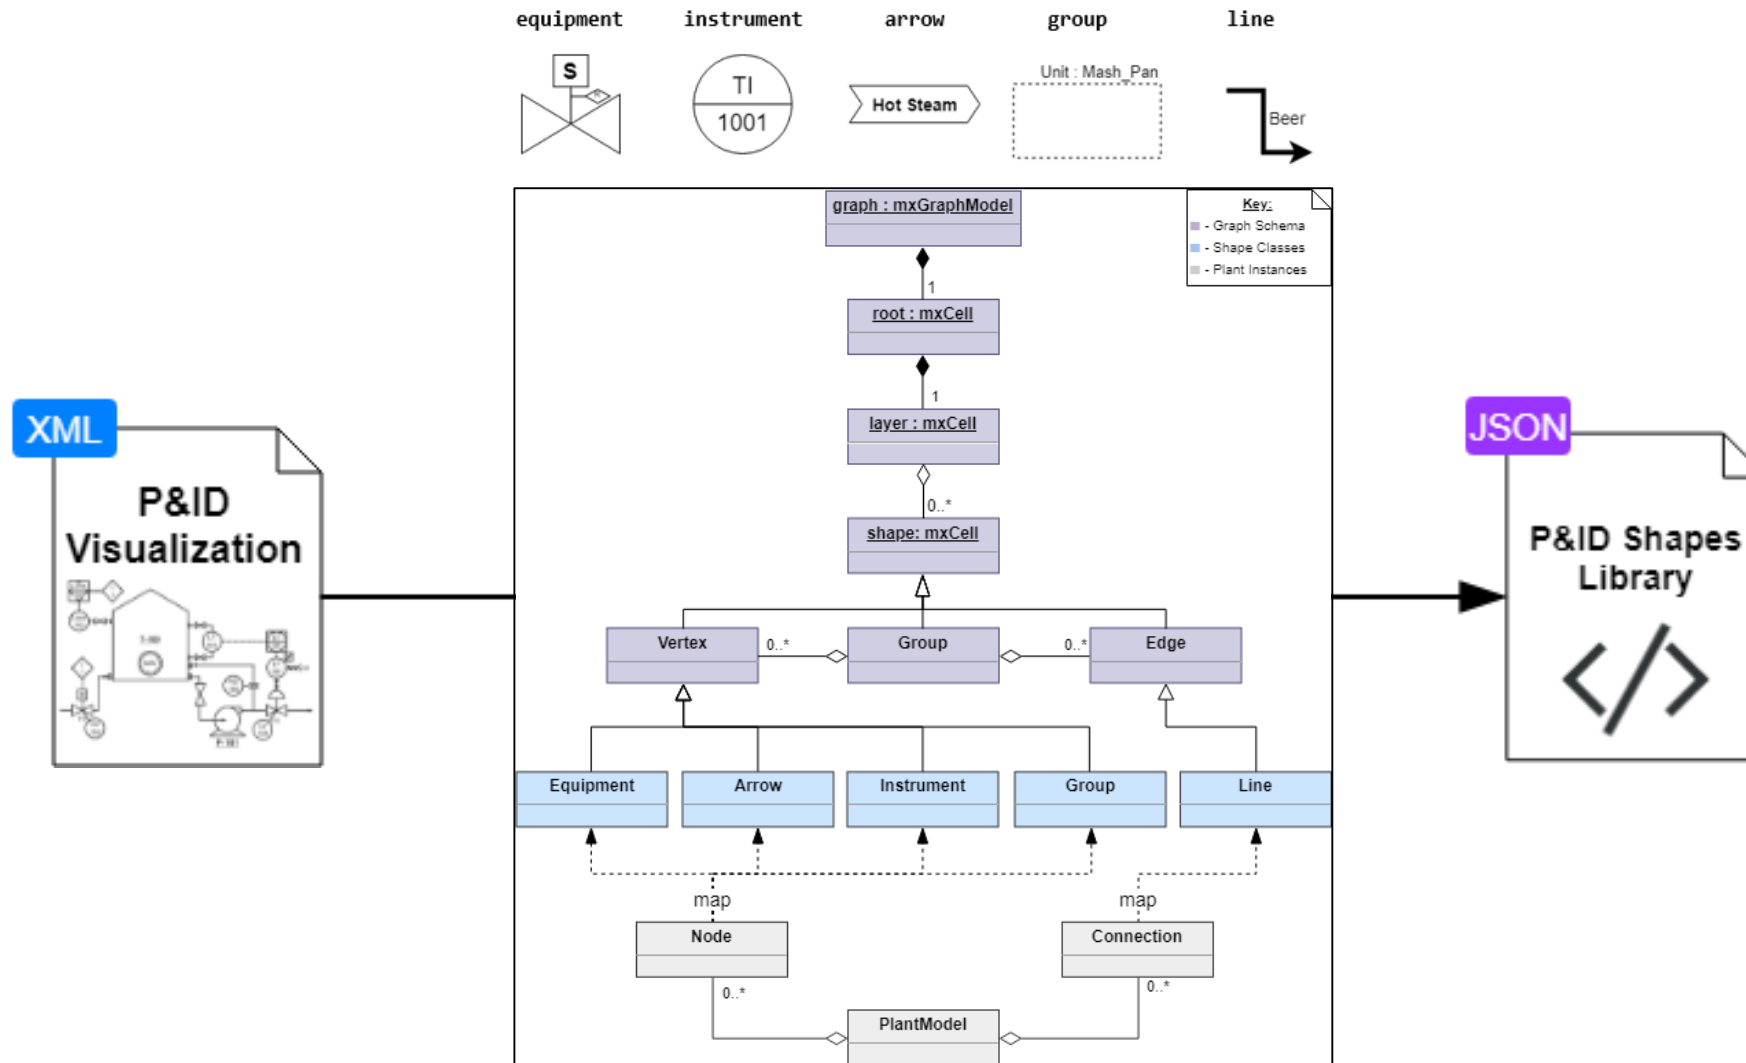 equipment instrument arrow group line
S
TI
1001
Hot Steam
Unit : Mash_Pan
Beer
graph : mxGraphModel
Key:
- Graph Schema
- Shape Classes
- Plant Instances
1
root : mxCell
1
layer : mxCell
0..*
shape: mxCell
XML
P&ID
Visualization
JSON
P&ID Shapes
Library
</>
Vertex 0..* Group 0..* Edge
Equipment Arrow Instrument Group Line
map map
Node Connection
0..* 0..*
PlantModel